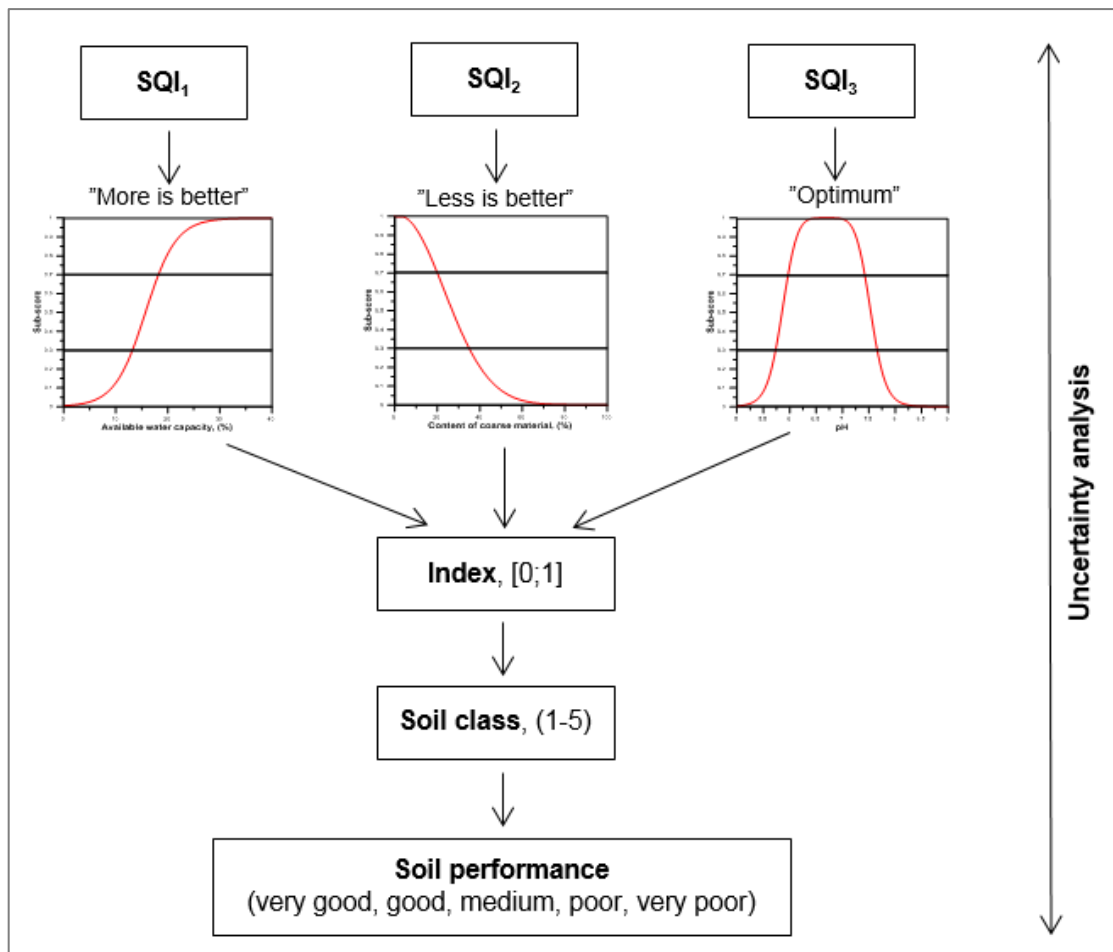 SQI₁
SQI₂
SQI₃
"More is better"
"Less is better"
"Optimum"
Sub-score
Available water capacity, (%)
Sub-score
Content of coarse material, (%)
Sub-score
pH
Index, [0;1]
Soil class, (1-5)
Soil performance
(very good, good, medium, poor, very poor)
Uncertainty analysis